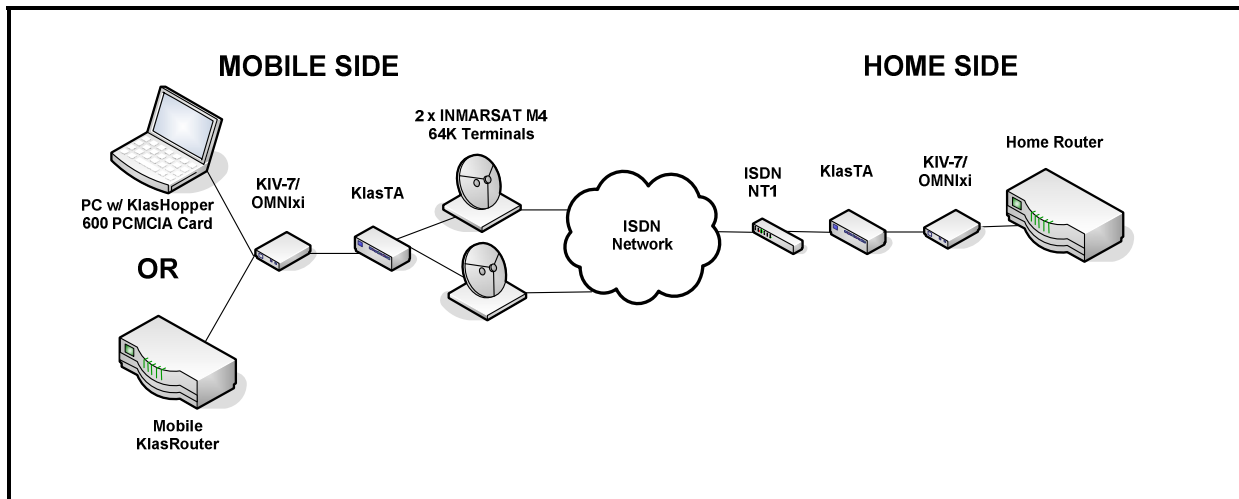 MOBILE SIDE
HOME SIDE
PC w/ KlasHopper
600 PCMCIA Card
OR
Mobile
KlasRouter
KIV-7/
OMNIxi
KlasTA
2 x INMARSAT M4
64K Terminals
ISDN
Network
ISDN
NT1
KlasTA
KIV-7/
OMNIxi
Home Router